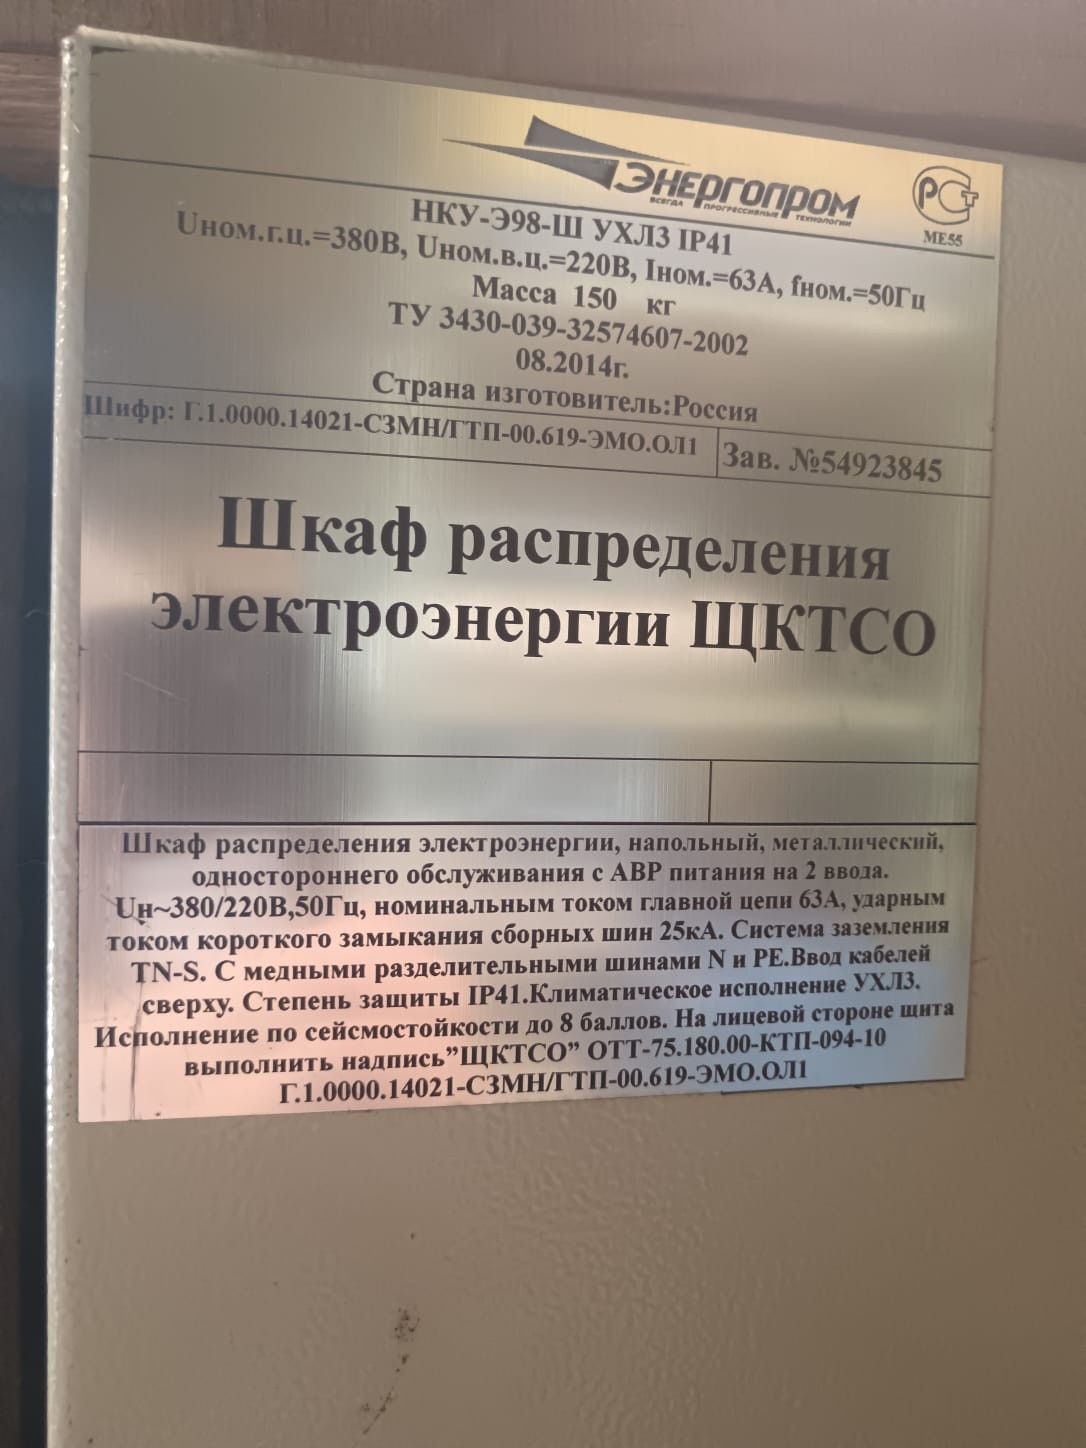 ЭНЕРГОПРОМ
ВСЕГДА ПРОГРЕССИВНЫЕ ТЕХНОЛОГИИ
РСТ
МЕ55
НКУ-Э98-Ш УХЛ3 IP41
Uном.г.ц.=380В, Uном.в.ц.=220В, Iном.=63А, fном.=50Гц
Масса 150 кг
ТУ 3430-039-32574607-2002
08.2014г.
Страна изготовитель:Россия
Шифр: Г.1.0000.14021-СЗМН/ГТП-00.619-ЭМО.ОЛ1
Зав. №54923845
Шкаф распределения
электроэнергии ЩКТСО
Шкаф распределения электроэнергии, напольный, металлический,
одностороннего обслуживания с АВР питания на 2 ввода.
Uн~380/220В,50Гц, номинальным током главной цепи 63А, ударным
током короткого замыкания сборных шин 25кА. Система заземления
TN-S. С медными разделительными шинами N и PE.Ввод кабелей
сверху. Степень защиты IP41.Климатическое исполнение УХЛ3.
Исполнение по сейсмостойкости до 8 баллов. На лицевой стороне щита
выполнить надпись”ЩКТСО” ОТТ-75.180.00-КТП-094-10
Г.1.0000.14021-СЗМН/ГТП-00.619-ЭМО.ОЛ1